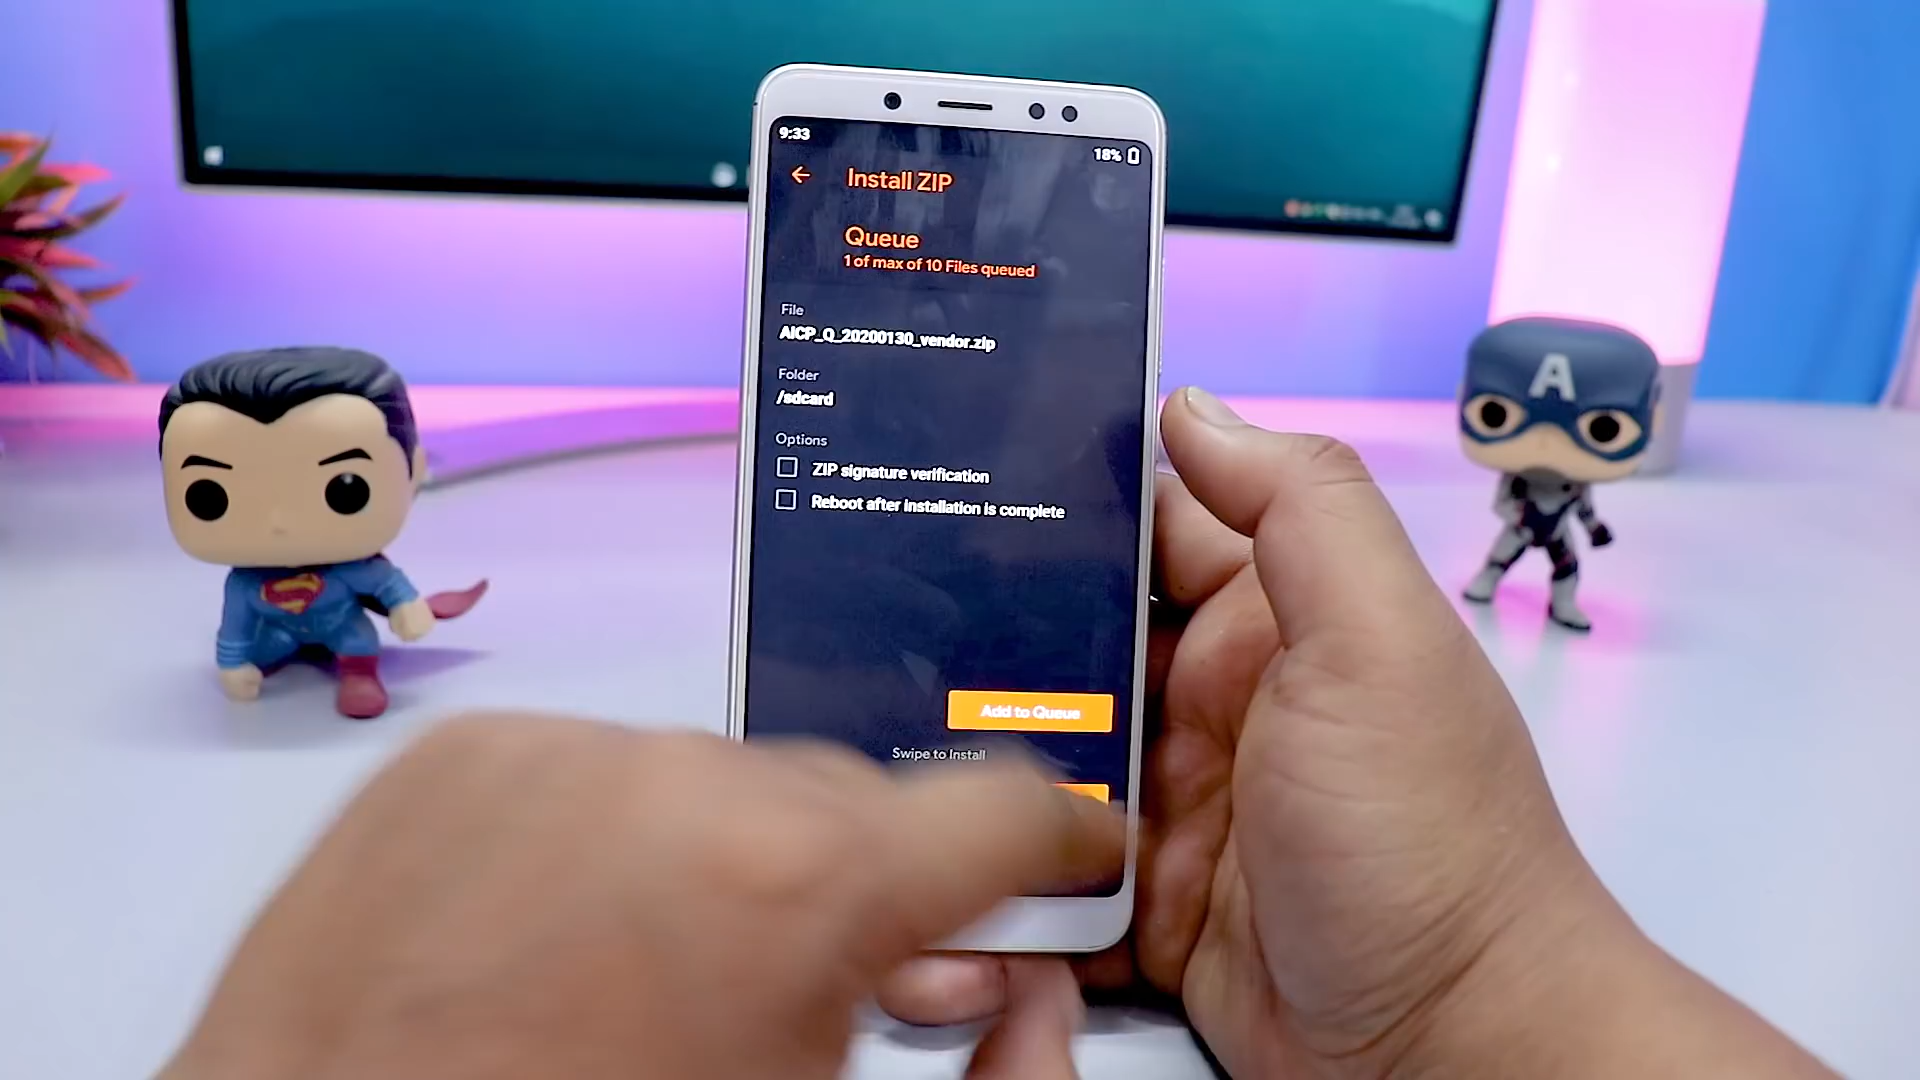 9:33
18%
Install ZIP
Queue
1 of max of 10 Files queued
File
AICP_Q_20200130_vendor.zip
Folder
/sdcard
Options
ZIP signature verification
Reboot after installation is complete
Add to Queue
Swipe to Install
A
S